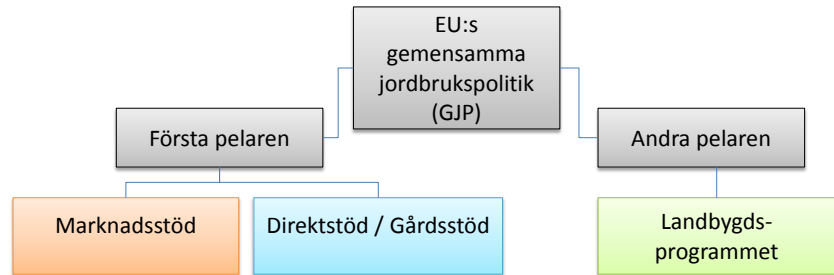 EU:s
gemensamma
jordbrukspolitik
(GJP)
Första pelaren
Andra pelaren
Marknadsstöd
Direktstöd / Gårdsstöd
Landbygds-
programmet